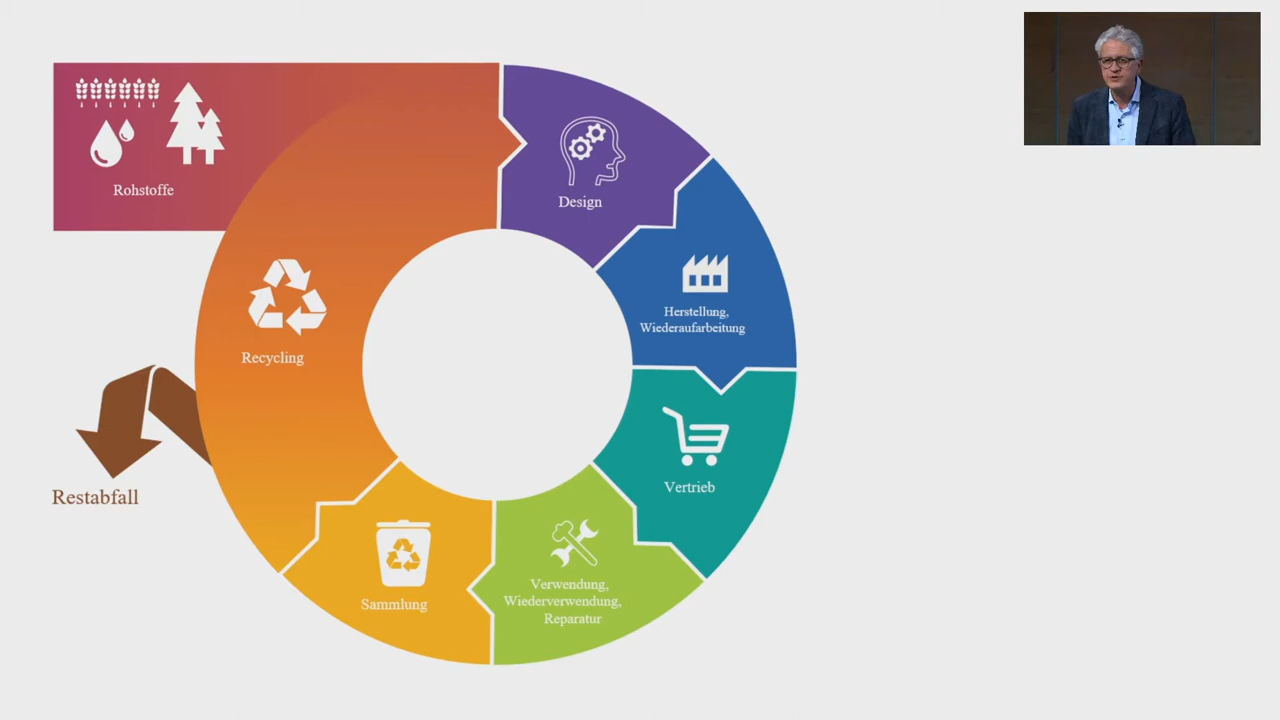 Rohstoffe
Design
Herstellung,
Wiederaufarbeitung
Recycling
Vertrieb
Restabfall
Verwendung,
Wiederverwendung,
Reparatur
Sammlung